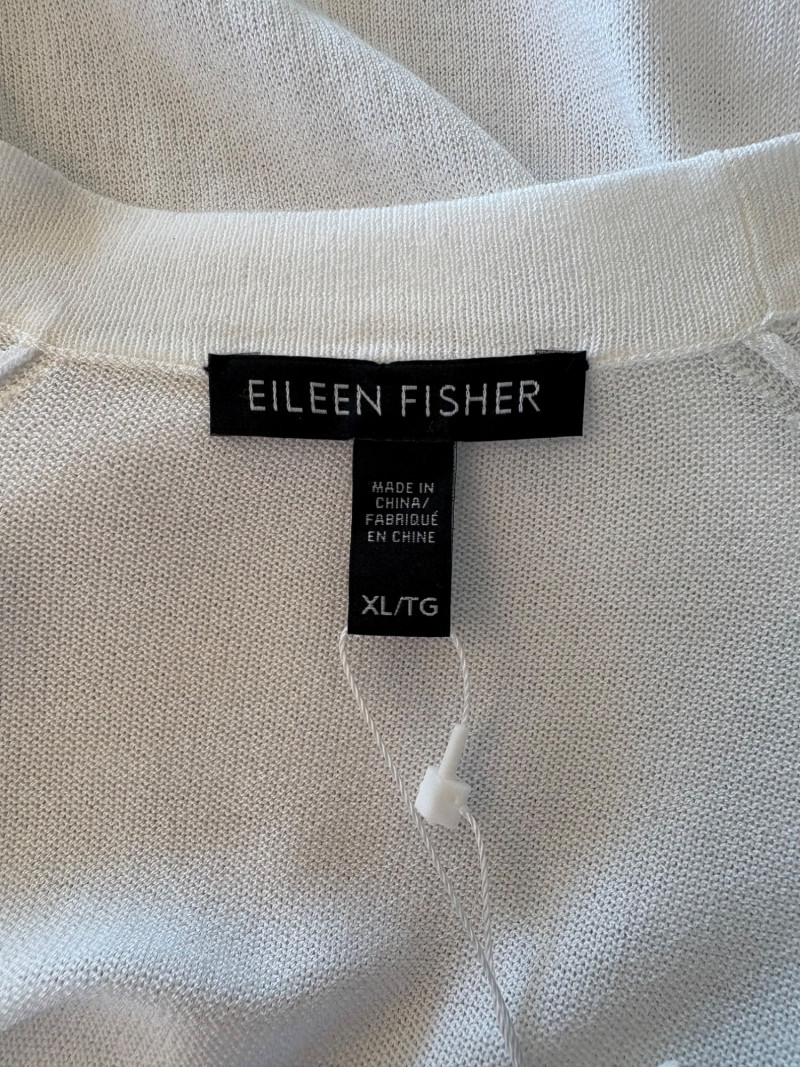 EILEEN FISHER
MADE IN
CHINA/
FABRIQUÉ
EN CHINE
XL/TG